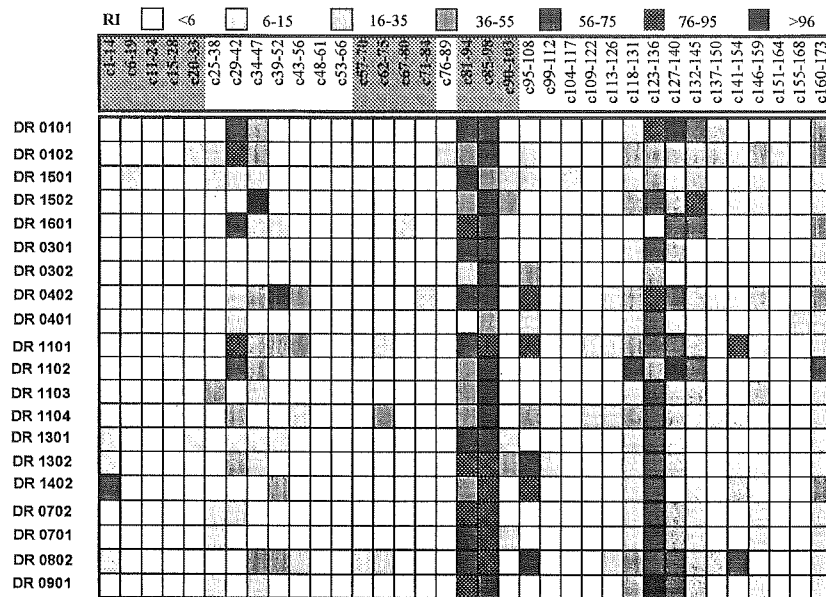 RI <6 6-15 16-35 36-55 56-75 76-95 >96
c1-14 c6-19 c11-24 c15-28 c20-33 c25-38 c29-42 c34-47 c39-52 c43-56 c48-61 c53-66 c57-70 c62-75 c67-80 c71-84 c76-89 c81-94 c85-98 c90-103 c95-108 c99-112 c104-117 c109-122 c113-126 c118-131 c123-136 c127-140 c132-145 c137-150 c141-154 c146-159 c151-164 c155-168 c160-173
DR 0101
DR 0102
DR 1501
DR 1502
DR 1601
DR 0301
DR 0302
DR 0402
DR 0401
DR 1101
DR 1102
DR 1103
DR 1104
DR 1301
DR 1302
DR 1402
DR 0702
DR 0701
DR 0802
DR 0901